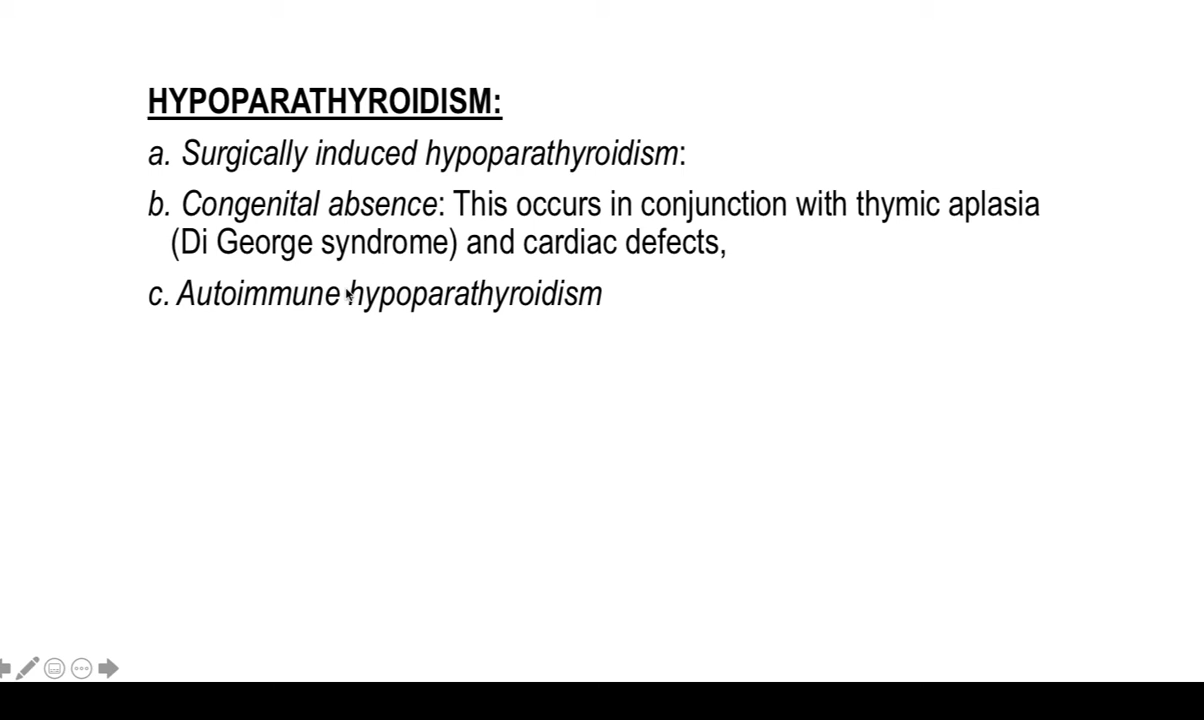 HYPOPARATHYROIDISM:
a. Surgically induced hypoparathyroidism:
b. Congenital absence: This occurs in conjunction with thymic aplasia
(Di George syndrome) and cardiac defects,
c. Autoimmune hypoparathyroidism